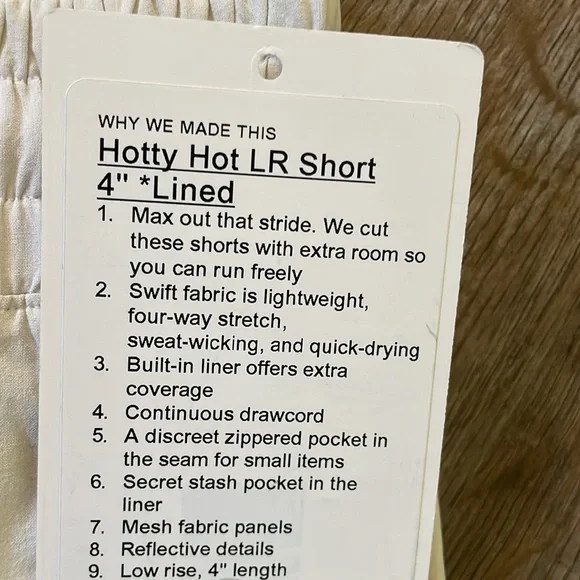 WHY WE MADE THIS
Hotty Hot LR Short
4" *Lined
1. Max out that stride. We cut
these shorts with extra room so
you can run freely
2. Swift fabric is lightweight,
four-way stretch,
sweat-wicking, and quick-drying
3. Built-in liner offers extra
coverage
4. Continuous drawcord
5. A discreet zippered pocket in
the seam for small items
6. Secret stash pocket in the
liner
7. Mesh fabric panels
8. Reflective details
9. Low rise, 4" length